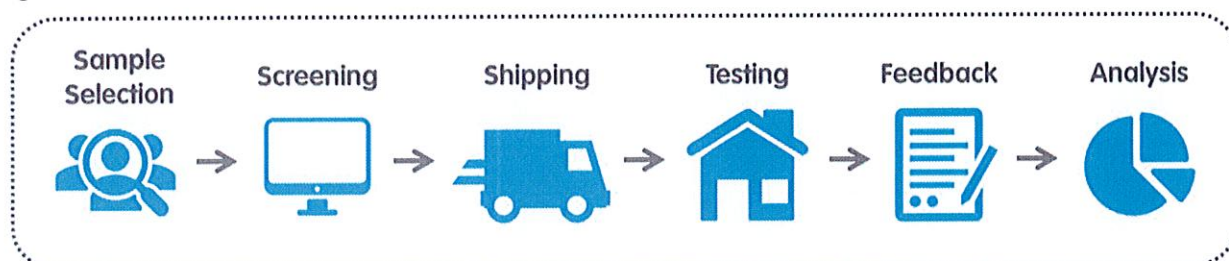 Sample
Selection
Screening
Shipping
Testing
Feedback
Analysis